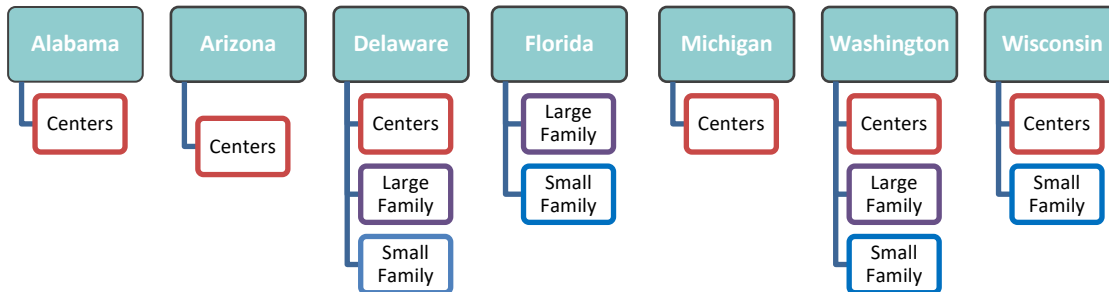 Alabama
Centers
Arizona
Centers
Delaware
Centers
Large
Family
Small
Family
Florida
Large
Family
Small
Family
Michigan
Centers
Washington
Centers
Large
Family
Small
Family
Wisconsin
Centers
Small
Family